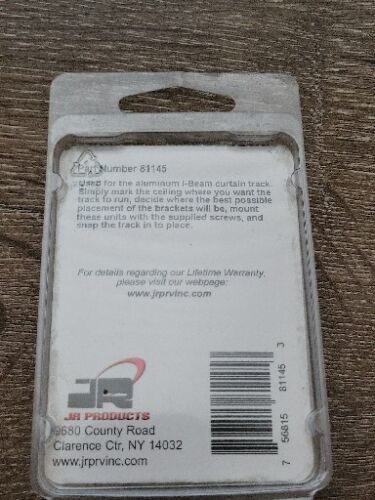 Part Number 81145
Used for the aluminum I-Beam curtain track.
Simply mark the ceiling where you want the
track to run, decide where the best possible
placement of the brackets will be, mount
these units with the supplied screws, and
snap the track in to place.
For details regarding our Lifetime Warranty,
please visit our webpage:
www.jrprvinc.com
JR
JR PRODUCTS
9680 County Road
Clarence Ctr, NY 14032
www.jrprvinc.com
7 56815 81145 3